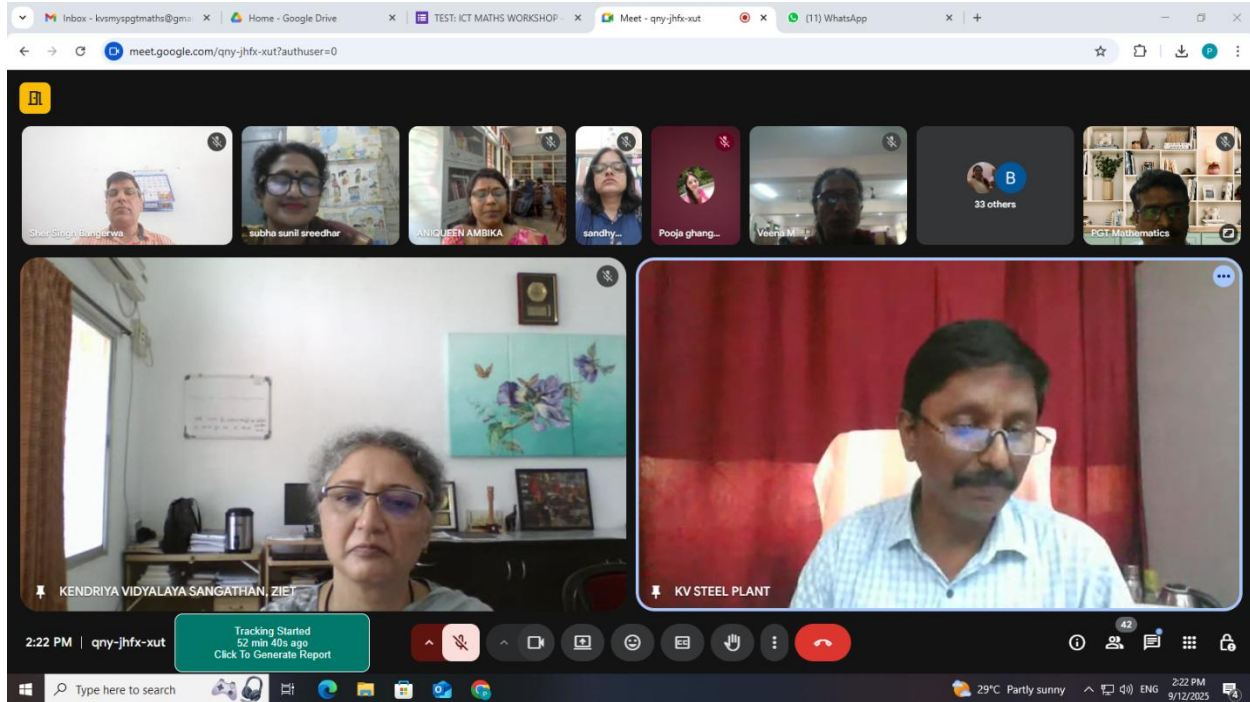 Inbox - kvsmyspgtmaths@gma
Home - Google Drive
TEST: ICT MATHS WORKSHOP -
Meet - qny-jhfx-xut
(11) WhatsApp
meet.google.com/qny-jhfx-xut?authuser=0
P
Sher Singh Bangerwa
subha sunil sreedhar
ANIQUEEN AMBIKA
sandhy...
Pooja ghang...
Veena M
B
33 others
PGT Mathematics
KENDRIYA VIDYALAYA SANGATHAN, ZIET
KV STEEL PLANT
2:22 PM | qny-jhfx-xut
Tracking Started
52 min 40s ago
Click To Generate Report
42
Type here to search
29°C Partly sunny
ENG
2:22 PM
9/12/2025
4